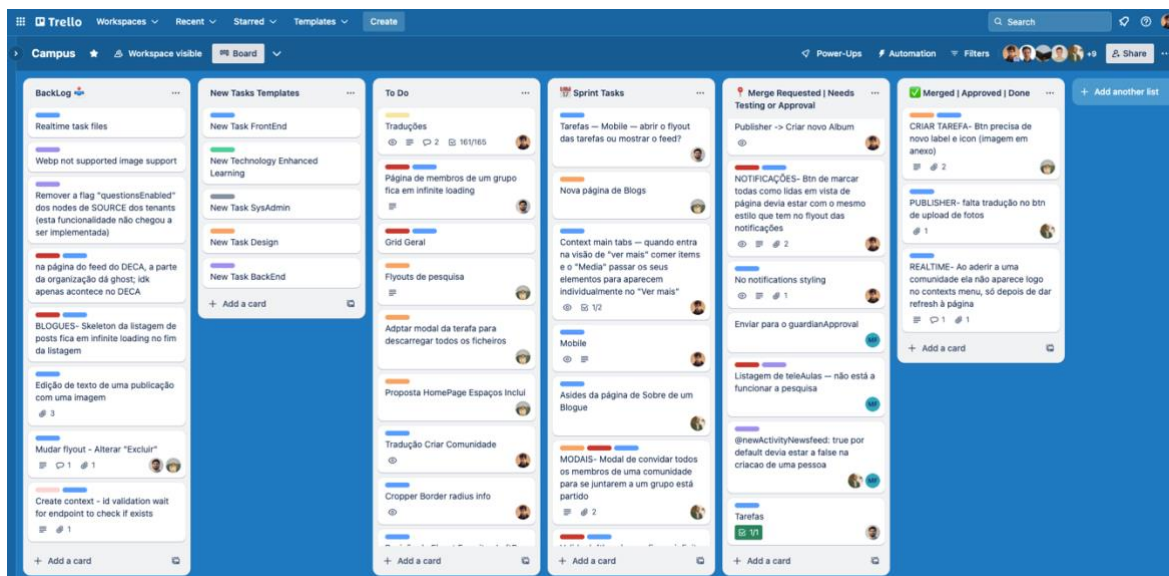 Trello
Workspaces
Recent
Starred
Templates
Create
Search
Campus
Workspace visible
Board
Power-Ups
Automation
Filters
+9
Share
BackLog
Realtime task files
Webp not supported image support
Remover a flag "questionsEnabled"
dos nodes de SOURCE dos tenants
(esta funcionalidade não chegou a
ser implementada)
na página do feed do DECA, a parte
da organização dá ghost; idk
apenas acontece no DECA
BLOGUES- Skeleton da listagem de
posts fica em infinite loading no fim
da listagem
Edição de texto de uma publicação
com uma imagem
3
Mudar flyout - Alterar "Excluir"
1 1
Create context - id validation wait
for endpoint to check if exists
1
+ Add a card
New Tasks Templates
New Task FrontEnd
New Technology Enhanced
Learning
New Task SysAdmin
New Task Design
New Task BackEnd
+ Add a card
To Do
Traduções
2 161/165
Página de membros de um grupo
fica em infinite loading
Grid Geral
Flyouts de pesquisa
Adptar modal da terafa para
descarregar todos os ficheiros
Proposta HomePage Espaços Inclui
Tradução Criar Comunidade
Cropper Border radius info
+ Add a card
Sprint Tasks
Tarefas — Mobile — abrir o flyout
das tarefas ou mostrar o feed?
Nova página de Blogs
Context main tabs — quando entra
na visão de "ver mais" comer items
e o "Media" passar os seus
elementos para aparecem
individualmente no "Ver mais"
1/2
Mobile
Asides da página de Sobre de um
Blogue
MODAIS- Modal de convidar todos
os membros de uma comunidade
para se juntarem a um grupo está
partido
2
+ Add a card
Merge Requested | Needs
Testing or Approval
Publisher -> Criar novo Album
NOTIFICAÇÕES- Btn de marcar
todas como lidas em vista de
página devia estar com o mesmo
estilo que tem no flyout das
notificações
2
No notifications styling
1
Enviar para o guardianApproval
MF
Listagem de teleAulas — não está a
funcionar a pesquisa
MF
@newActivityNewsfeed: true por
default devia estar a false na
criacao de uma pessoa
MF
Tarefas
1/1
+ Add a card
Merged | Approved | Done
CRIAR TAREFA- Btn precisa de
novo label e icon (imagem em
anexo)
2
PUBLISHER- falta tradução no btn
de upload de fotos
1
REALTIME- Ao aderir a uma
comunidade ela não aparece logo
no contexts menu, só depois de dar
refresh à página
1 1
+ Add a card
+ Add another list